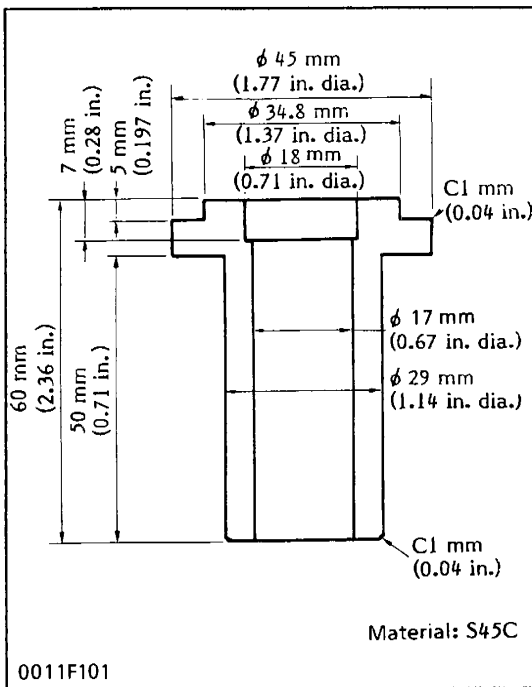 ϕ 45 mm
(1.77 in. dia.)
ϕ 34.8 mm
(1.37 in. dia.)
ϕ 18 mm
(0.71 in. dia.)
7 mm
(0.28 in.)
5 mm
(0.197 in.)
C1 mm
(0.04 in.)
ϕ 17 mm
(0.67 in. dia.)
ϕ 29 mm
(1.14 in. dia.)
60 mm
(2.36 in.)
50 mm
(0.71 in.)
C1 mm
(0.04 in.)
Material: S45C
0011F101